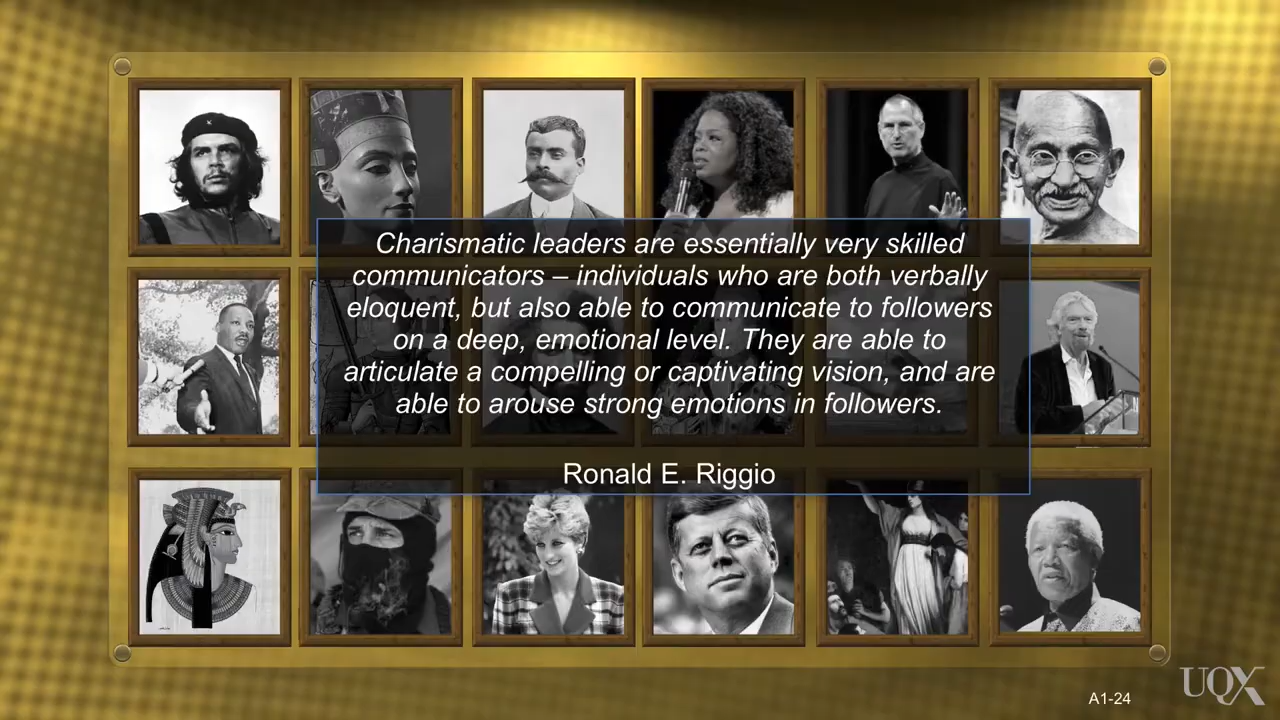 Charismatic leaders are essentially very skilled
communicators – individuals who are both verbally
eloquent, but also able to communicate to followers
on a deep, emotional level. They are able to
articulate a compelling or captivating vision, and are
able to arouse strong emotions in followers.
Ronald E. Riggio
A1-24
UQX